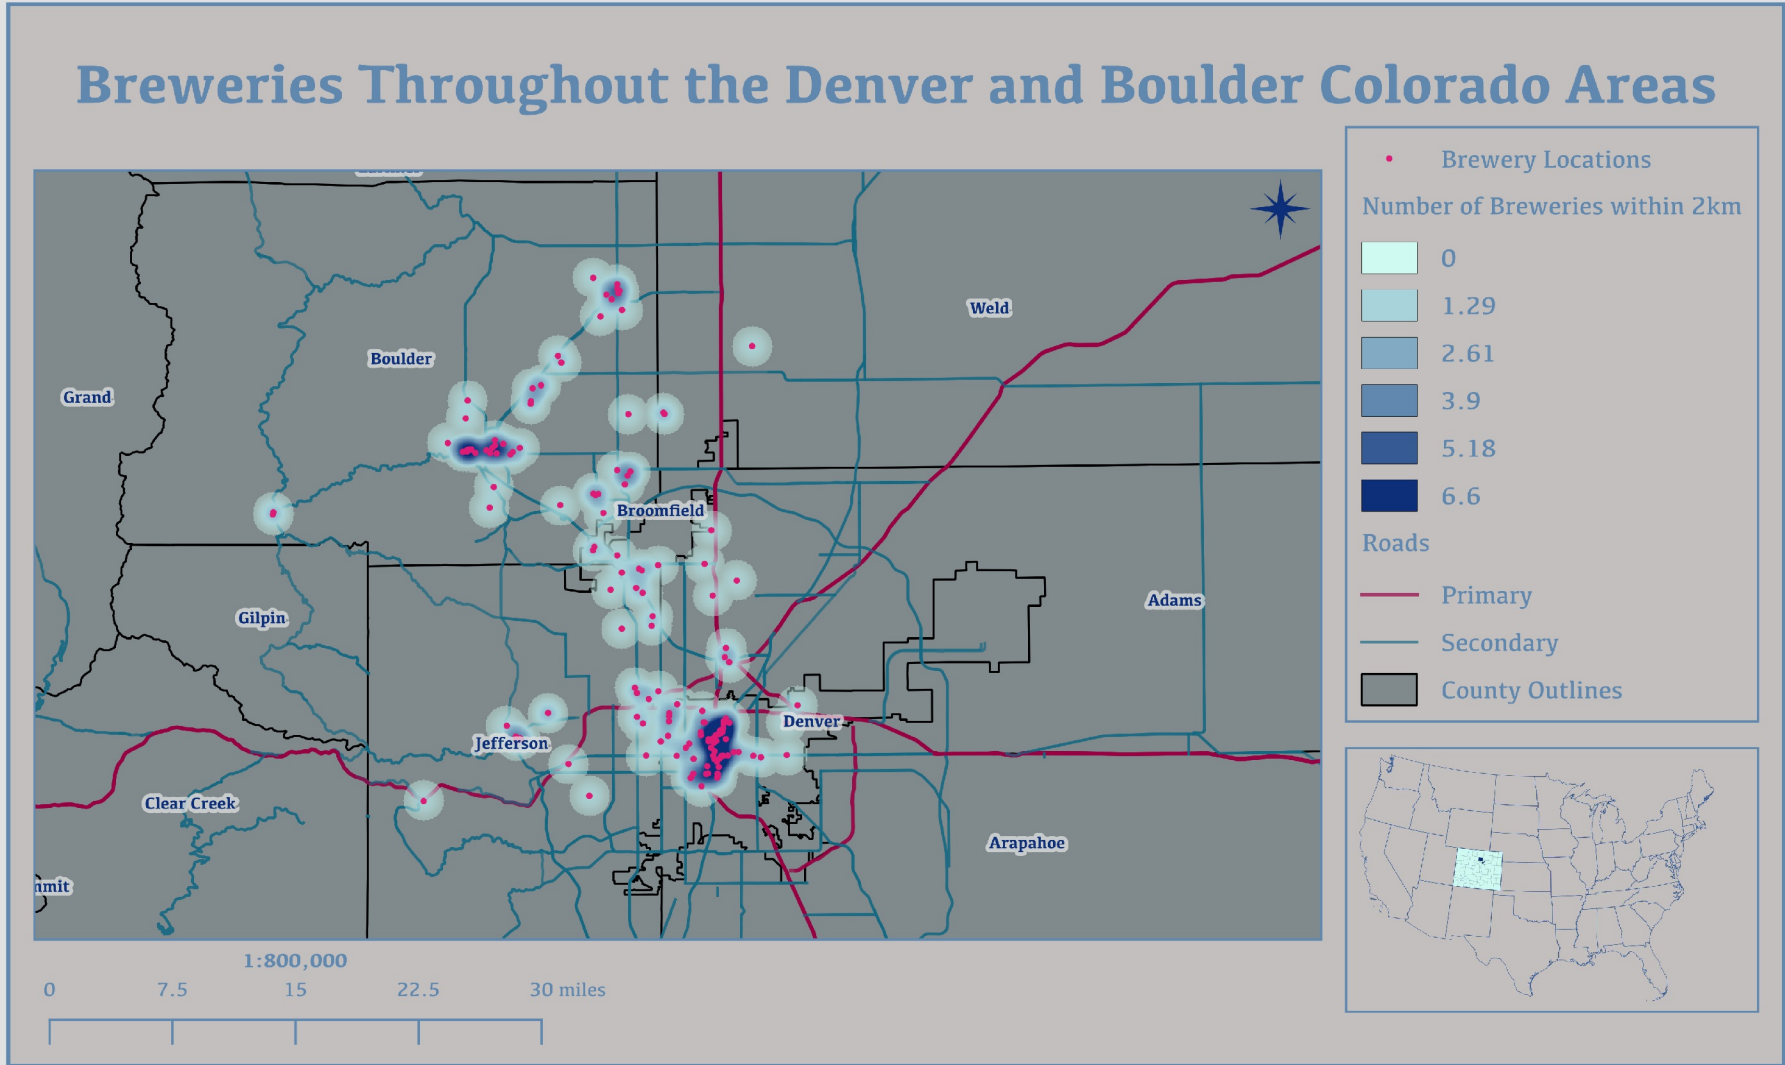 Breweries Throughout the Denver and Boulder Colorado Areas
Brewery Locations
Number of Breweries within 2km
0
1.29
2.61
3.9
5.18
6.6
Roads
Primary
Secondary
County Outlines
Weld
Boulder
Grand
Broomfield
Adams
Gilpin
Denver
Jefferson
Clear Creek
Arapahoe
mmit
1:800,000
0 7.5 15 22.5 30 miles